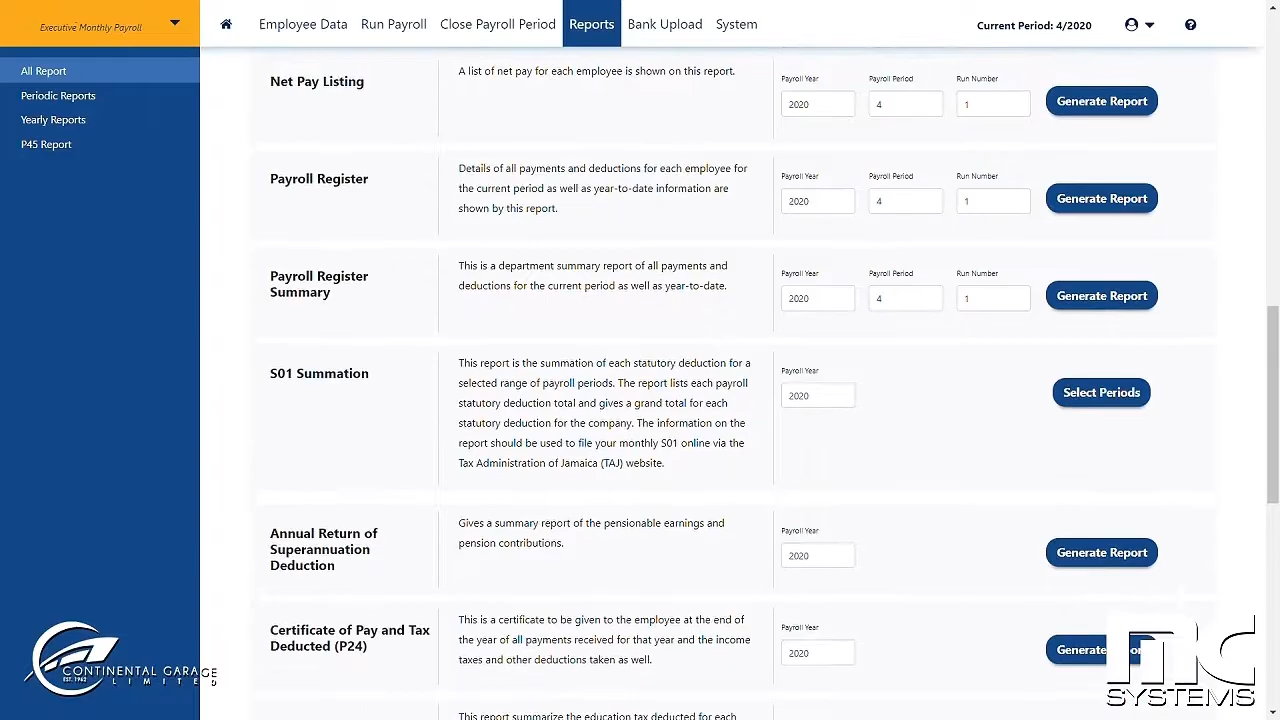 Executive Monthly Payroll
Employee Data
Run Payroll
Close Payroll Period
Reports
Bank Upload
System
Current Period: 4/2020
All Report
Periodic Reports
Yearly Reports
P45 Report
Net Pay Listing
A list of net pay for each employee is shown on this report.
Payroll Year
Payroll Period
Run Number
2020
4
1
Generate Report
Payroll Register
Details of all payments and deductions for each employee for
the current period as well as year-to-date information are
shown by this report.
Payroll Year
Payroll Period
Run Number
2020
4
1
Generate Report
Payroll Register
Summary
This is a department summary report of all payments and
deductions for the current period as well as year-to-date.
Payroll Year
Payroll Period
Run Number
2020
4
1
Generate Report
S01 Summation
This report is the summation of each statutory deduction for a
selected range of payroll periods. The report lists each payroll
statutory deduction total and gives a grand total for each
statutory deduction for the company. The information on the
report should be used to file your monthly S01 online via the
Tax Administration of Jamaica (TAJ) website.
Payroll Year
2020
Select Periods
Annual Return of
Superannuation
Deduction
Gives a summary report of the pensionable earnings and
pension contributions.
Payroll Year
2020
Generate Report
Certificate of Pay and Tax
Deducted (P24)
This is a certificate to be given to the employee at the end of
the year of all payments received for that year and the income
taxes and other deductions taken as well.
Payroll Year
2020
Generate
This report summarize the education tax deducted for each
CONTINENTAL GARAGE
EST. 1962
LIMITED
mc
SYSTEMS